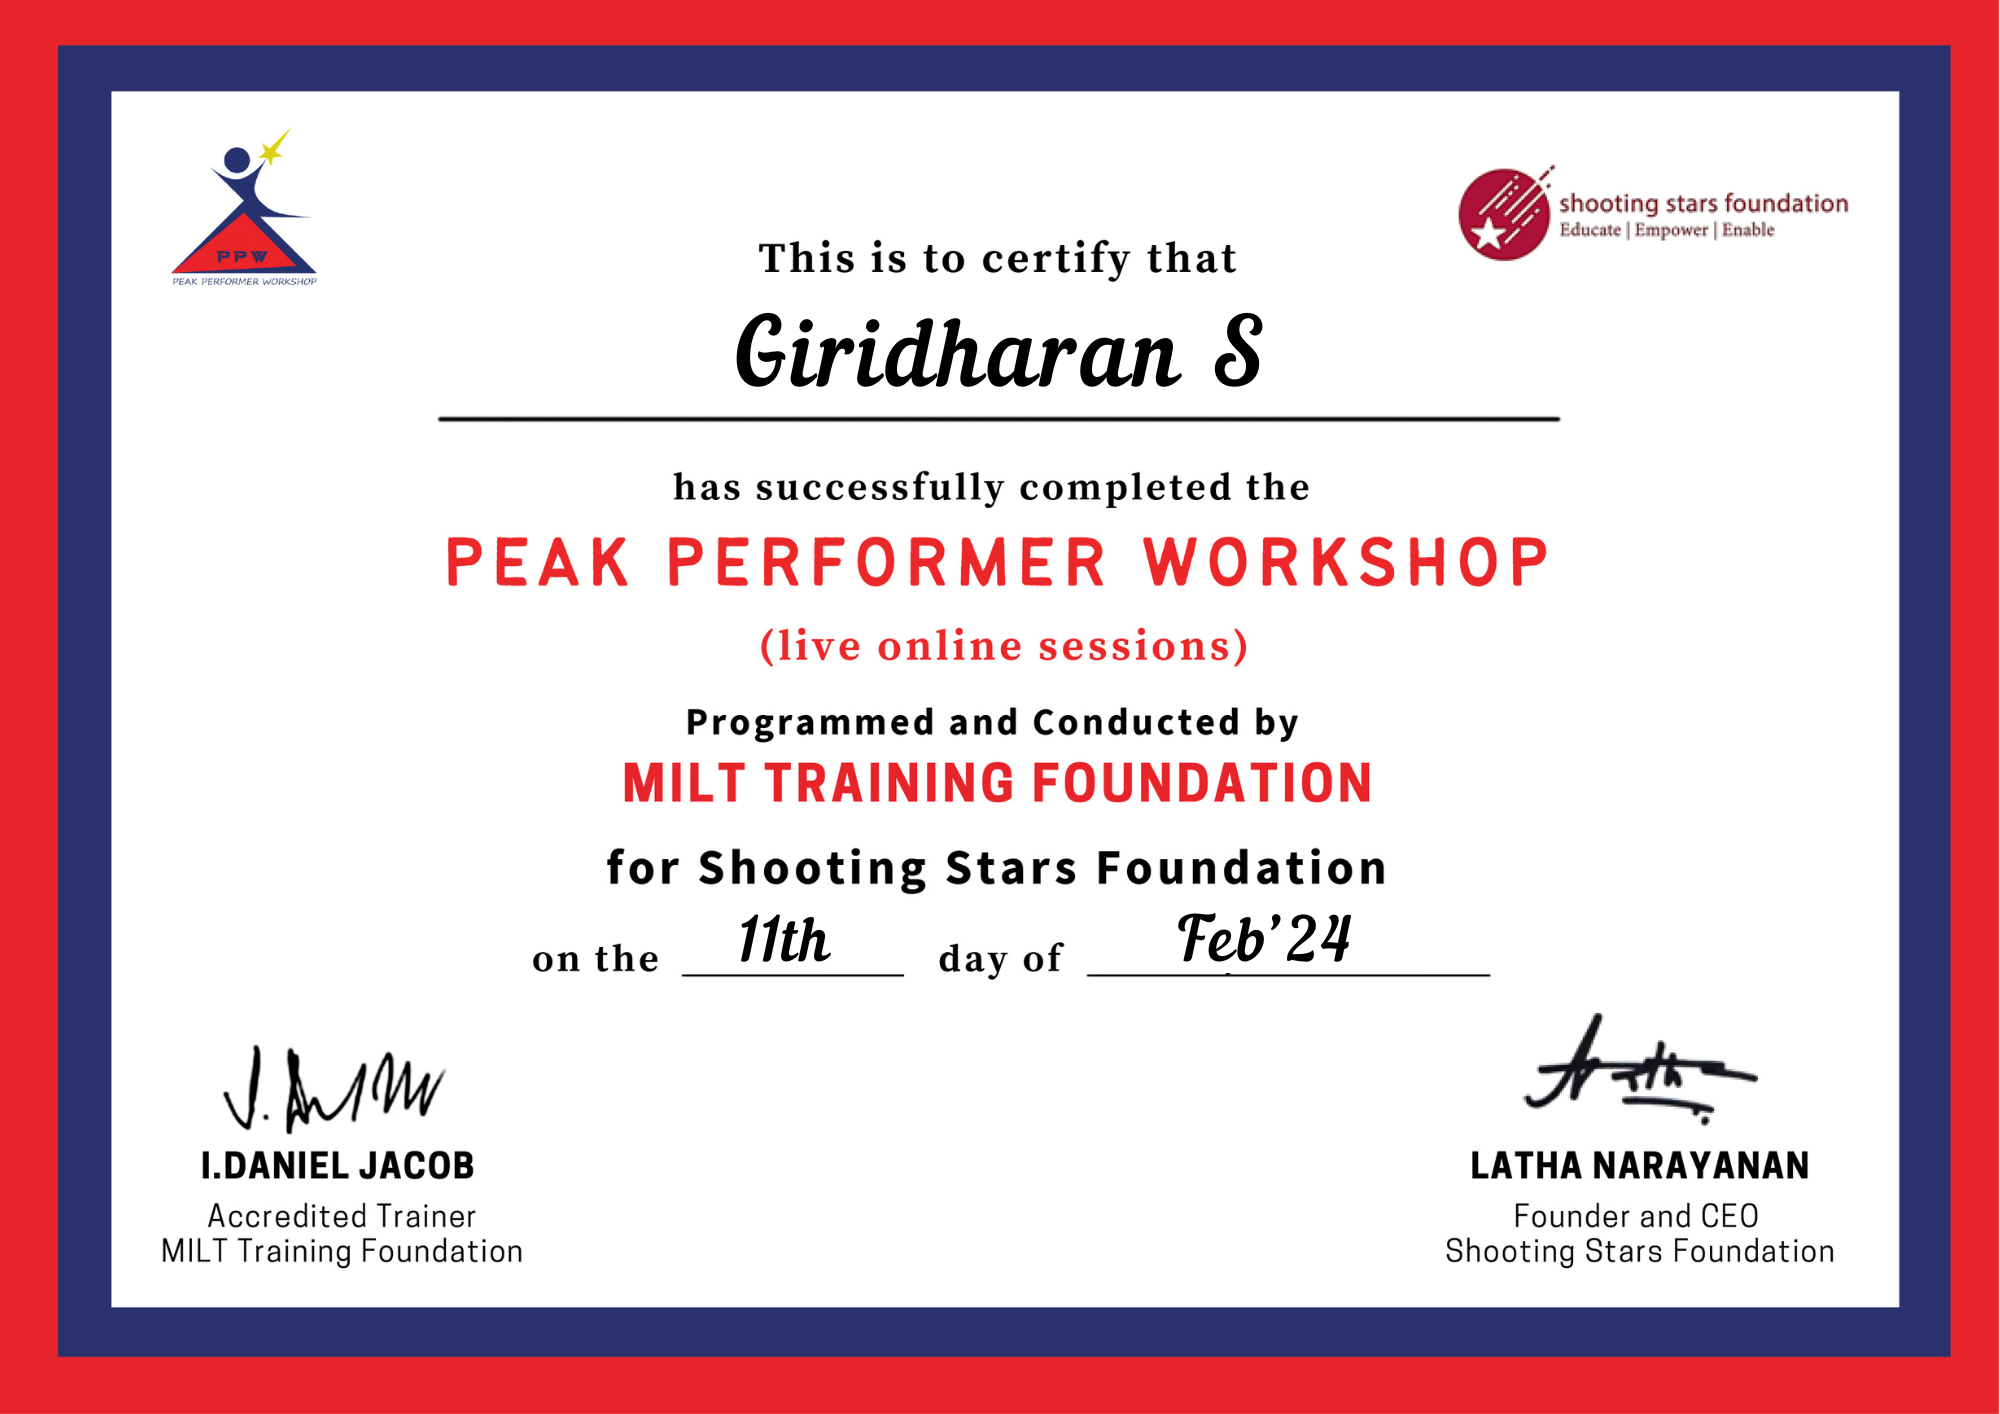 PPW
PEAK PERFORMER WORKSHOP
shooting stars foundation
Educate | Empower | Enable
This is to certify that
Giridharan S
has successfully completed the
PEAK PERFORMER WORKSHOP
(live online sessions)
Programmed and Conducted by
MILT TRAINING FOUNDATION
for Shooting Stars Foundation
on the 11th day of Feb'24
I.DANIEL JACOB
Accredited Trainer
MILT Training Foundation
LATHA NARAYANAN
Founder and CEO
Shooting Stars Foundation